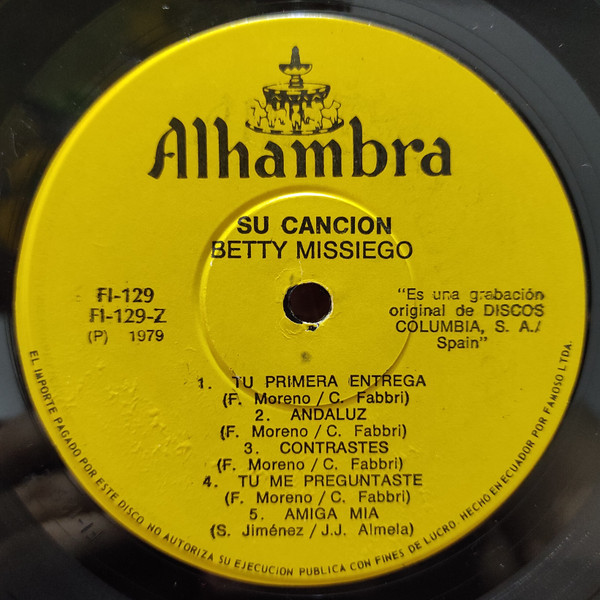 Alhambra
SU CANCION
BETTY MISSIEGO
FI-129
FI-129-Z
(P) 1979
"Es una grabación
original de DISCOS
COLUMBIA, S. A./
Spain"
1. TU PRIMERA ENTREGA
(F. Moreno / C. Fabbri)
2. ANDALUZ
(F. Moreno / C. Fabbri)
3. CONTRASTES
(F. Moreno / C. Fabbri)
4. TU ME PREGUNTASTE
(F. Moreno / C. Fabbri)
5. AMIGA MIA
(S. Jiménez / J.J. Almela)
EL IMPORTE PAGADO POR ESTE DISCO, NO AUTORIZA SU EJECUCION PUBLICA CON FINES DE LUCRO. HECHO EN ECUADOR POR FAMOSO LTDA.